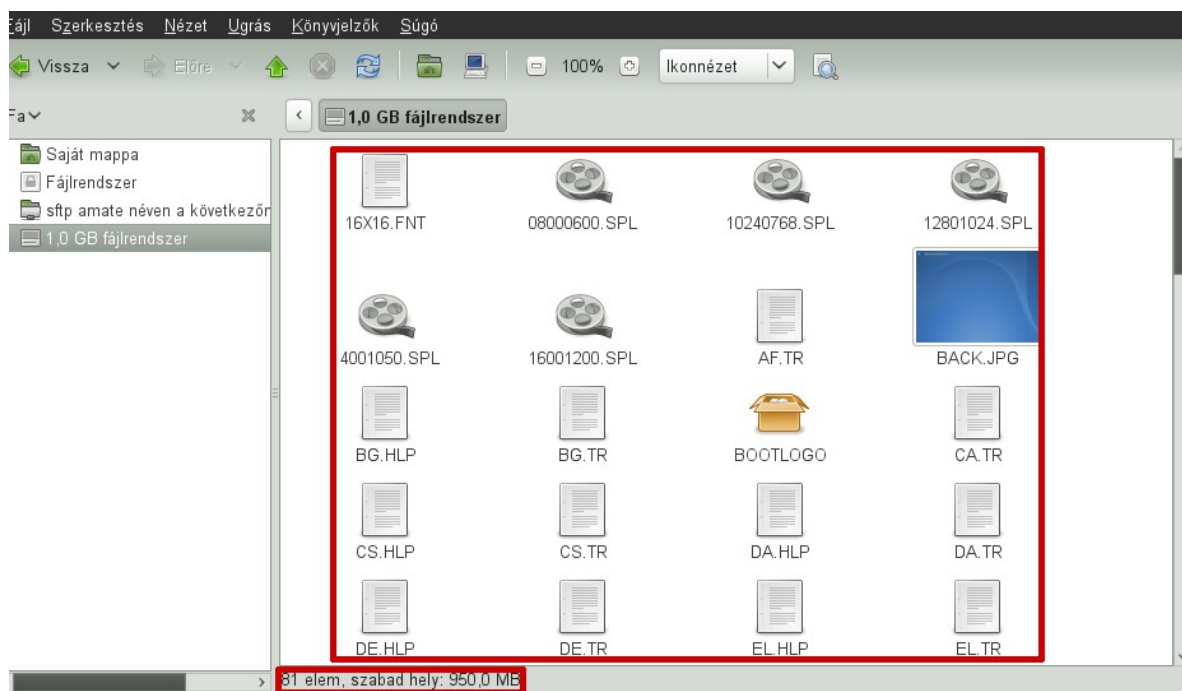 Fájl Szerkesztés Nézet Ugrás Könyvjelzők Súgó
Vissza Előre 100% Ikonnézet
Fa 1,0 GB fájlrendszer
Saját mappa
Fájlrendszer
sftp amate néven a következőn
1,0 GB fájlrendszer
16X16.FNT 08000600.SPL 10240768.SPL 12801024.SPL
4001050.SPL 16001200.SPL AF.TR BACK.JPG
BG.HLP BG.TR BOOTLOGO CA.TR
CS.HLP CS.TR DA.HLP DA.TR
DE.HLP DE.TR EL.HLP EL.TR
81 elem, szabad hely: 950,0 MB